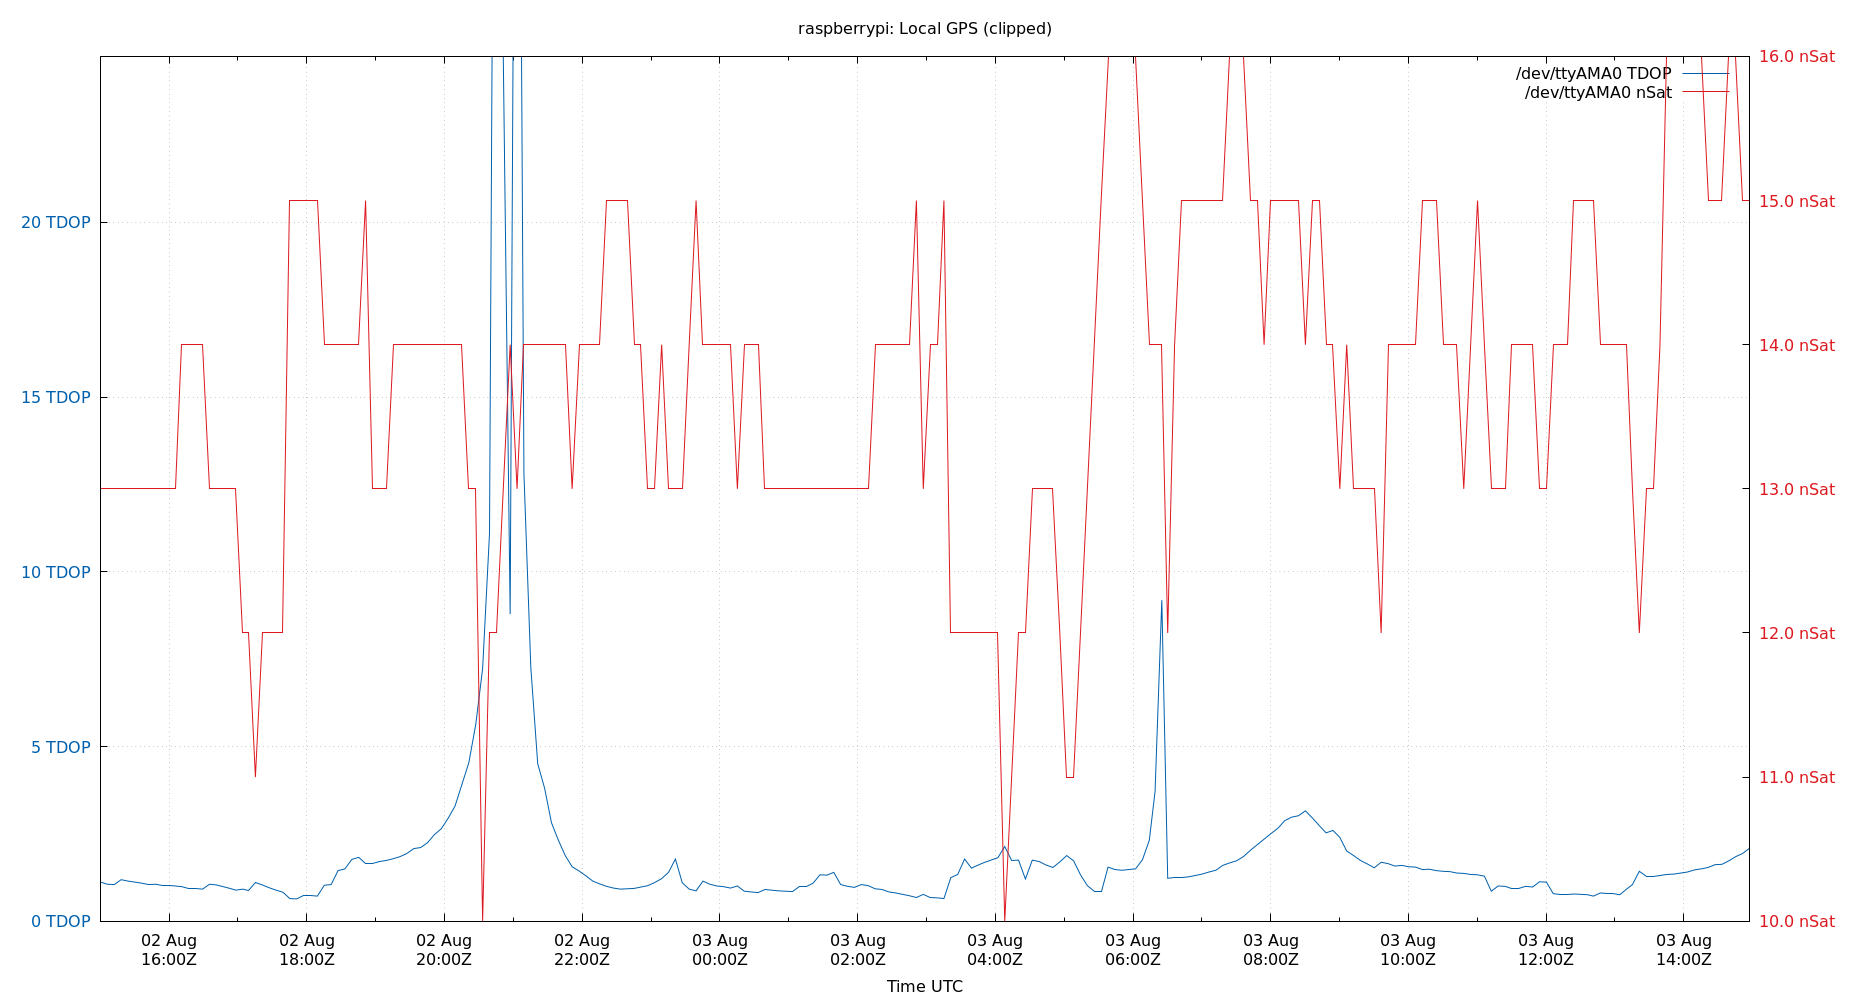 raspberrypi: Local GPS (clipped)
16.0 nSat
/dev/ttyAMA0 TDOP
/dev/ttyAMA0 nSat
20 TDOP
15.0 nSat
15 TDOP
14.0 nSat
13.0 nSat
10 TDOP
12.0 nSat
5 TDOP
11.0 nSat
0 TDOP
10.0 nSat
02 Aug
16:00Z
02 Aug
18:00Z
02 Aug
20:00Z
02 Aug
22:00Z
03 Aug
00:00Z
03 Aug
02:00Z
03 Aug
04:00Z
03 Aug
06:00Z
03 Aug
08:00Z
03 Aug
10:00Z
03 Aug
12:00Z
03 Aug
14:00Z
Time UTC